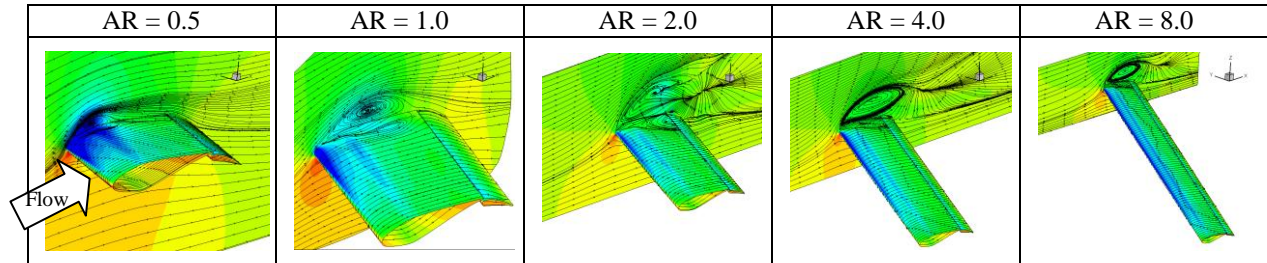 AR = 0.5 AR = 1.0 AR = 2.0 AR = 4.0 AR = 8.0
Flow